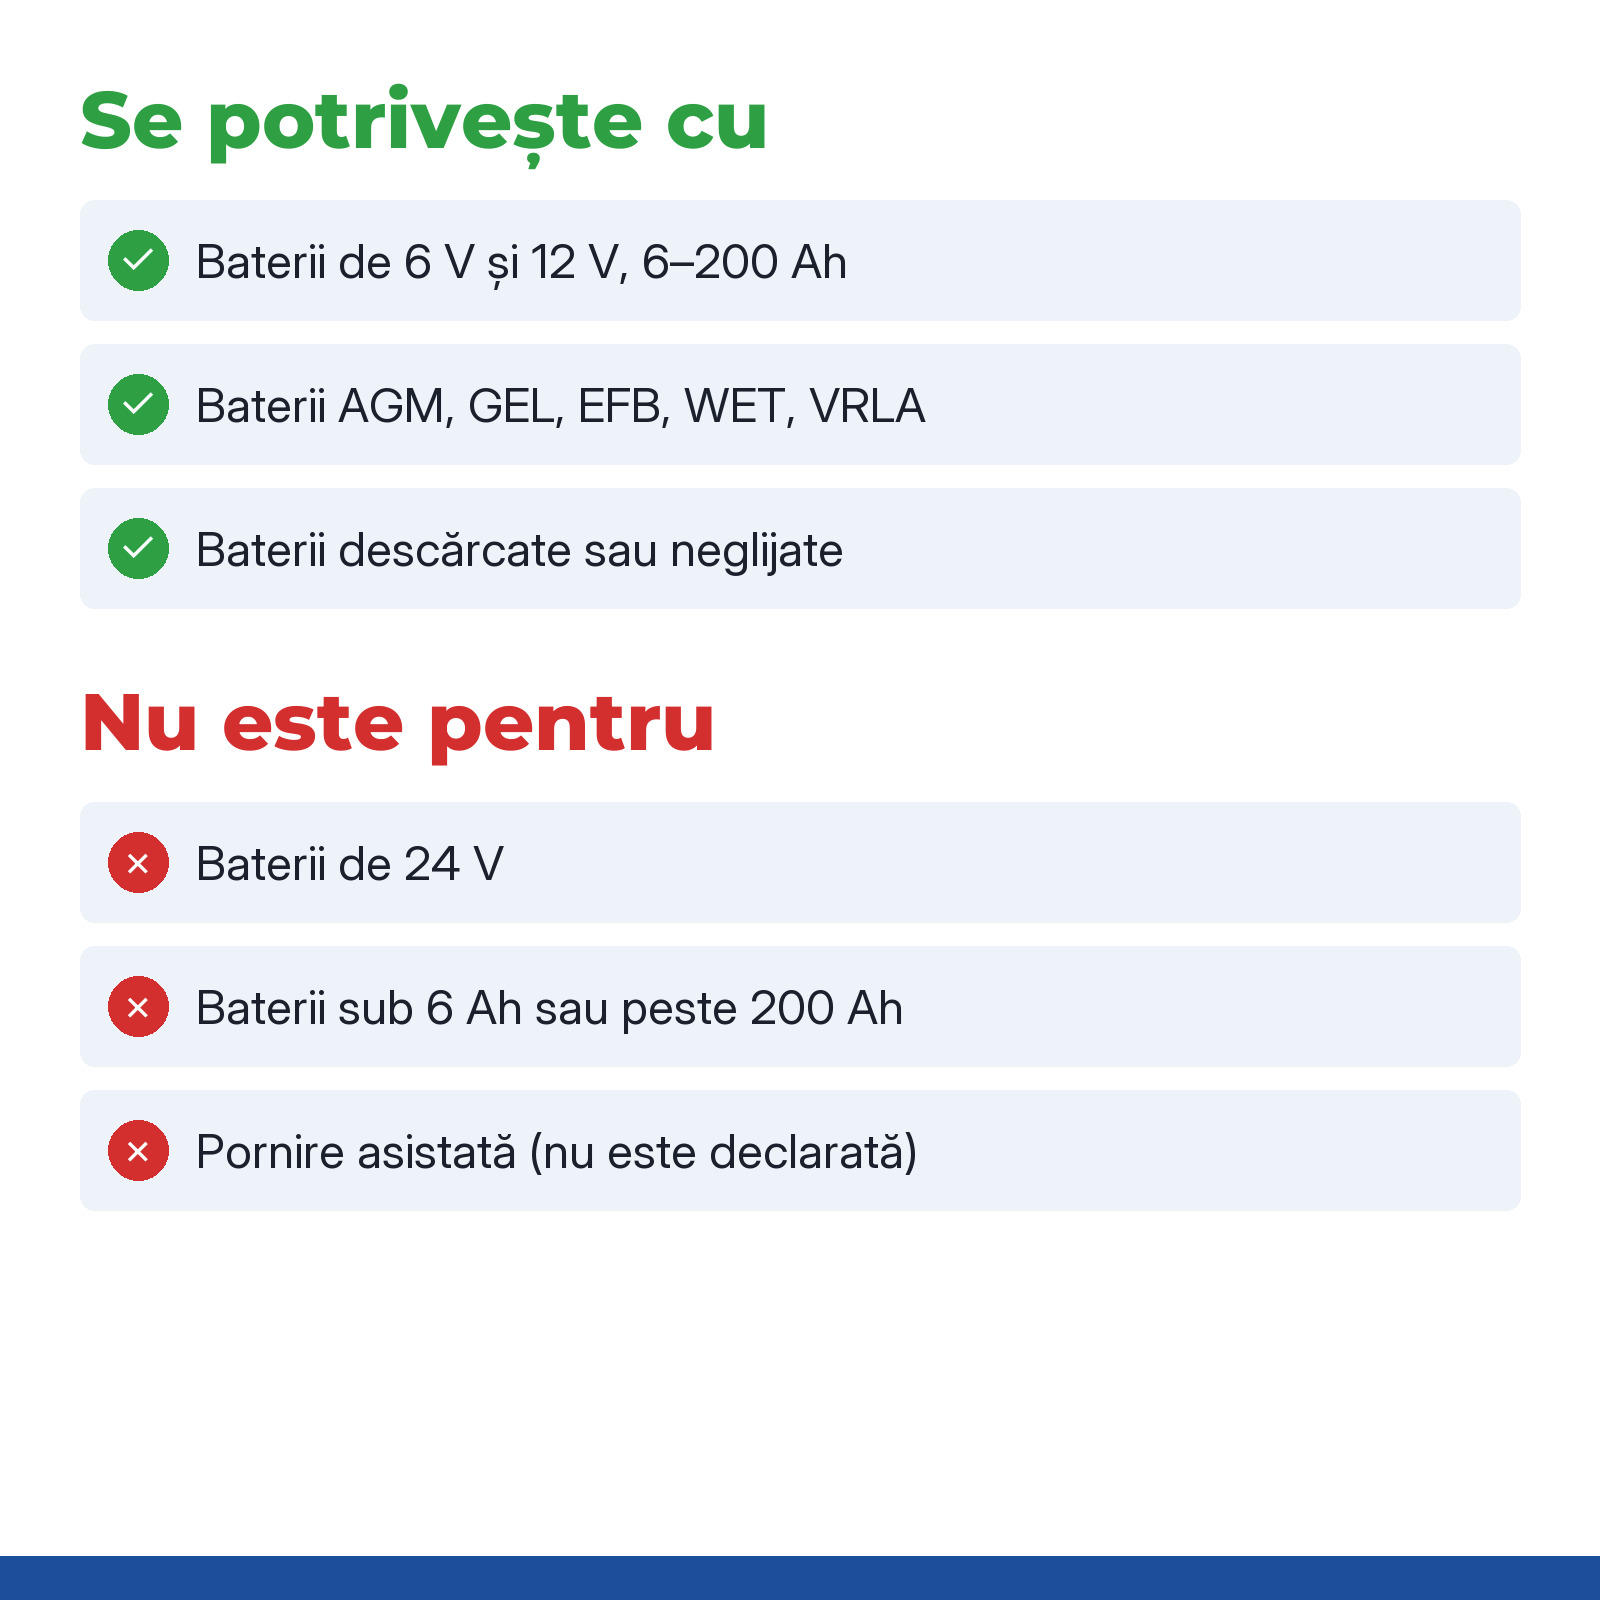 Se potrivește cu
Baterii de 6 V și 12 V, 6–200 Ah
Baterii AGM, GEL, EFB, WET, VRLA
Baterii descărcate sau neglijate
Nu este pentru
Baterii de 24 V
Baterii sub 6 Ah sau peste 200 Ah
Pornire asistată (nu este declarată)